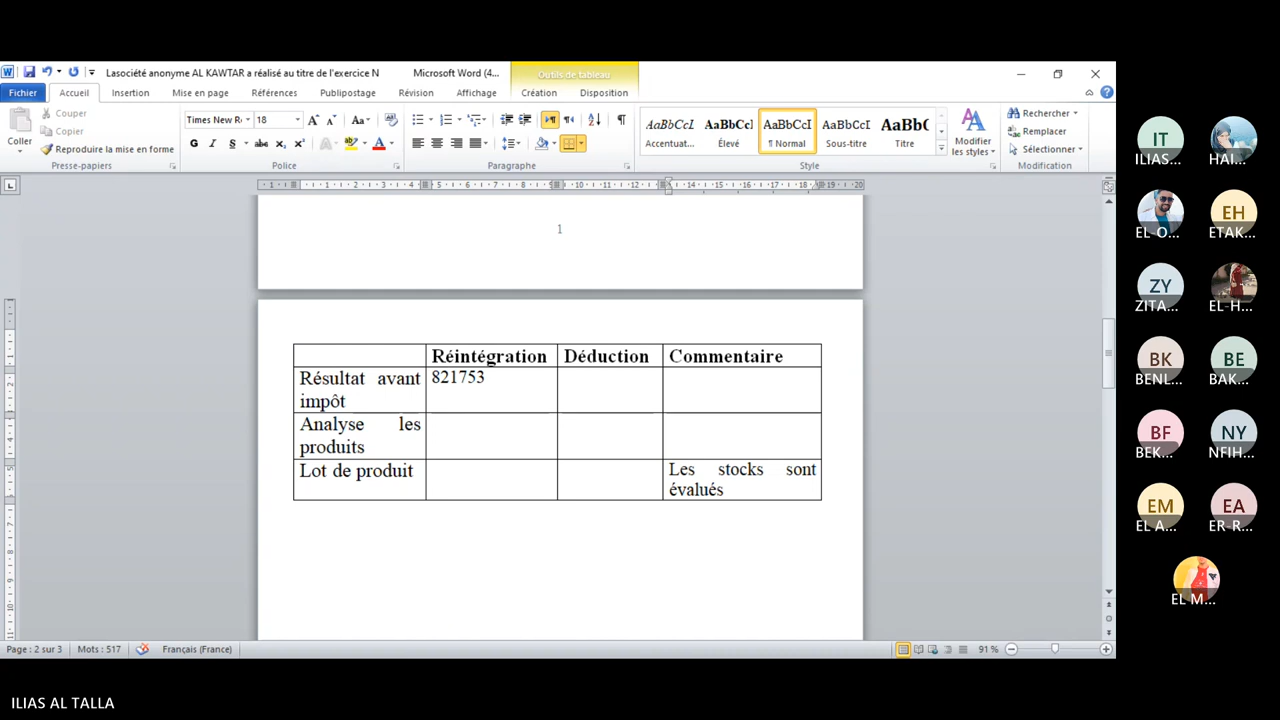 Lasociété anonyme AL KAWTAR a réalisé au titre de l'exercice N
Microsoft Word (4...
Outils de tableau
Fichier
Accueil
Insertion
Mise en page
Références
Publipostage
Révision
Affichage
Création
Disposition
Coller
Couper
Copier
Reproduire la mise en forme
Presse-papiers
Times New R
18
Police
Paragraphe
AaBbCcL
Accentuat...
AaBbCcl
Élevé
AaBbCcI
¶ Normal
AaBbCcI
Sous-titre
AaBb(
Titre
Modifier
les styles
Style
Rechercher
Remplacer
Sélectionner
Modification
1
Réintégration Déduction Commentaire
Résultat avant
impôt
821753
Analyse les
produits
Lot de produit
Les stocks sont
évalués
Page : 2 sur 3
Mots : 517
Français (France)
91 %
IT
ILIAS...
HAI...
EL-O...
EH
ETAK...
ZY
ZITA...
EL-H...
BK
BENL...
BE
BAK...
BF
BEK...
NY
NFIH...
EM
EL A...
EA
ER-R...
EL M...
ILIAS AL TALLA